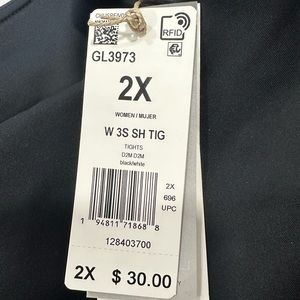 GL3973
RFID
2X
WOMEN / MUJER
W 3S SH TIG
TIGHTS
D2M D2M
black/white
2X
696
UPC
1 94811 71868 8
128403700
2X $ 30.00